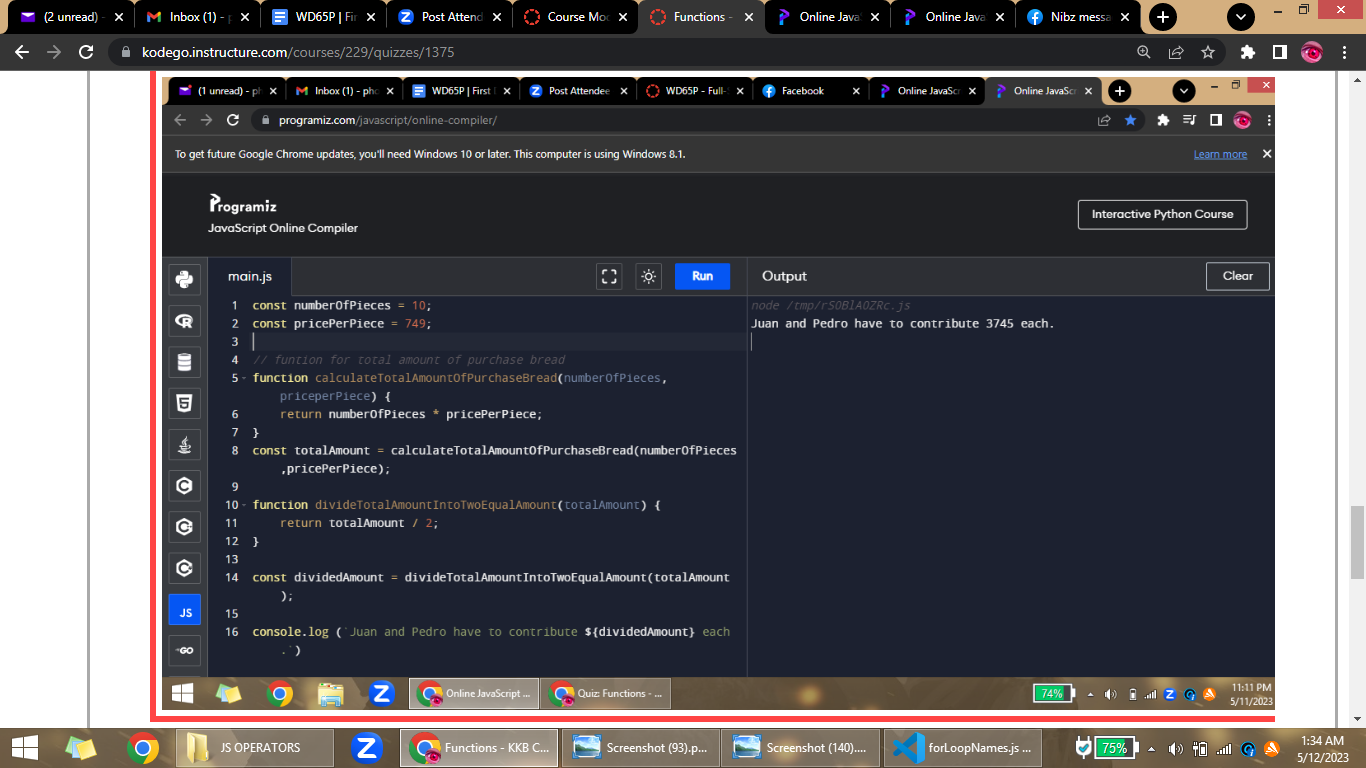 (2 unread) -
Inbox (1) - p
WD65P | Fir
Post Attend
Course Mod
Functions -
Online Java
Online Java
Nibz messa
kodego.instructure.com/courses/229/quizzes/1375
(1 unread) - ph
Inbox (1) - pho
WD65P | First
Post Attendee
WD65P - Full-
Facebook
Online JavaSc
Online JavaSc
programiz.com/javascript/online-compiler/
To get future Google Chrome updates, you'll need Windows 10 or later. This computer is using Windows 8.1.
Learn more
Programiz
JavaScript Online Compiler
Interactive Python Course
main.js
Run
Output
Clear
1 const numberOfPieces = 10;
2 const pricePerPiece = 749;
3
4 // funtion for total amount of purchase bread
5 function calculateTotalAmountOfPurchaseBread(numberOfPieces,
priceperPiece) {
6 return numberOfPieces * pricePerPiece;
7 }
8 const totalAmount = calculateTotalAmountOfPurchaseBread(numberOfPieces
,pricePerPiece);
9
10 function divideTotalAmountIntoTwoEqualAmount(totalAmount) {
11 return totalAmount / 2;
12 }
13
14 const dividedAmount = divideTotalAmountIntoTwoEqualAmount(totalAmount
);
15
16 console.log (`Juan and Pedro have to contribute ${dividedAmount} each
.`)
node /tmp/rS0BlAOZRc.js
Juan and Pedro have to contribute 3745 each.
JS
GO
Online JavaScript ...
Quiz: Functions - ...
74%
11:11 PM
5/11/2023
JS OPERATORS
Functions - KKB C...
Screenshot (93).p...
Screenshot (140)....
forLoopNames.js ...
75%
1:34 AM
5/12/2023